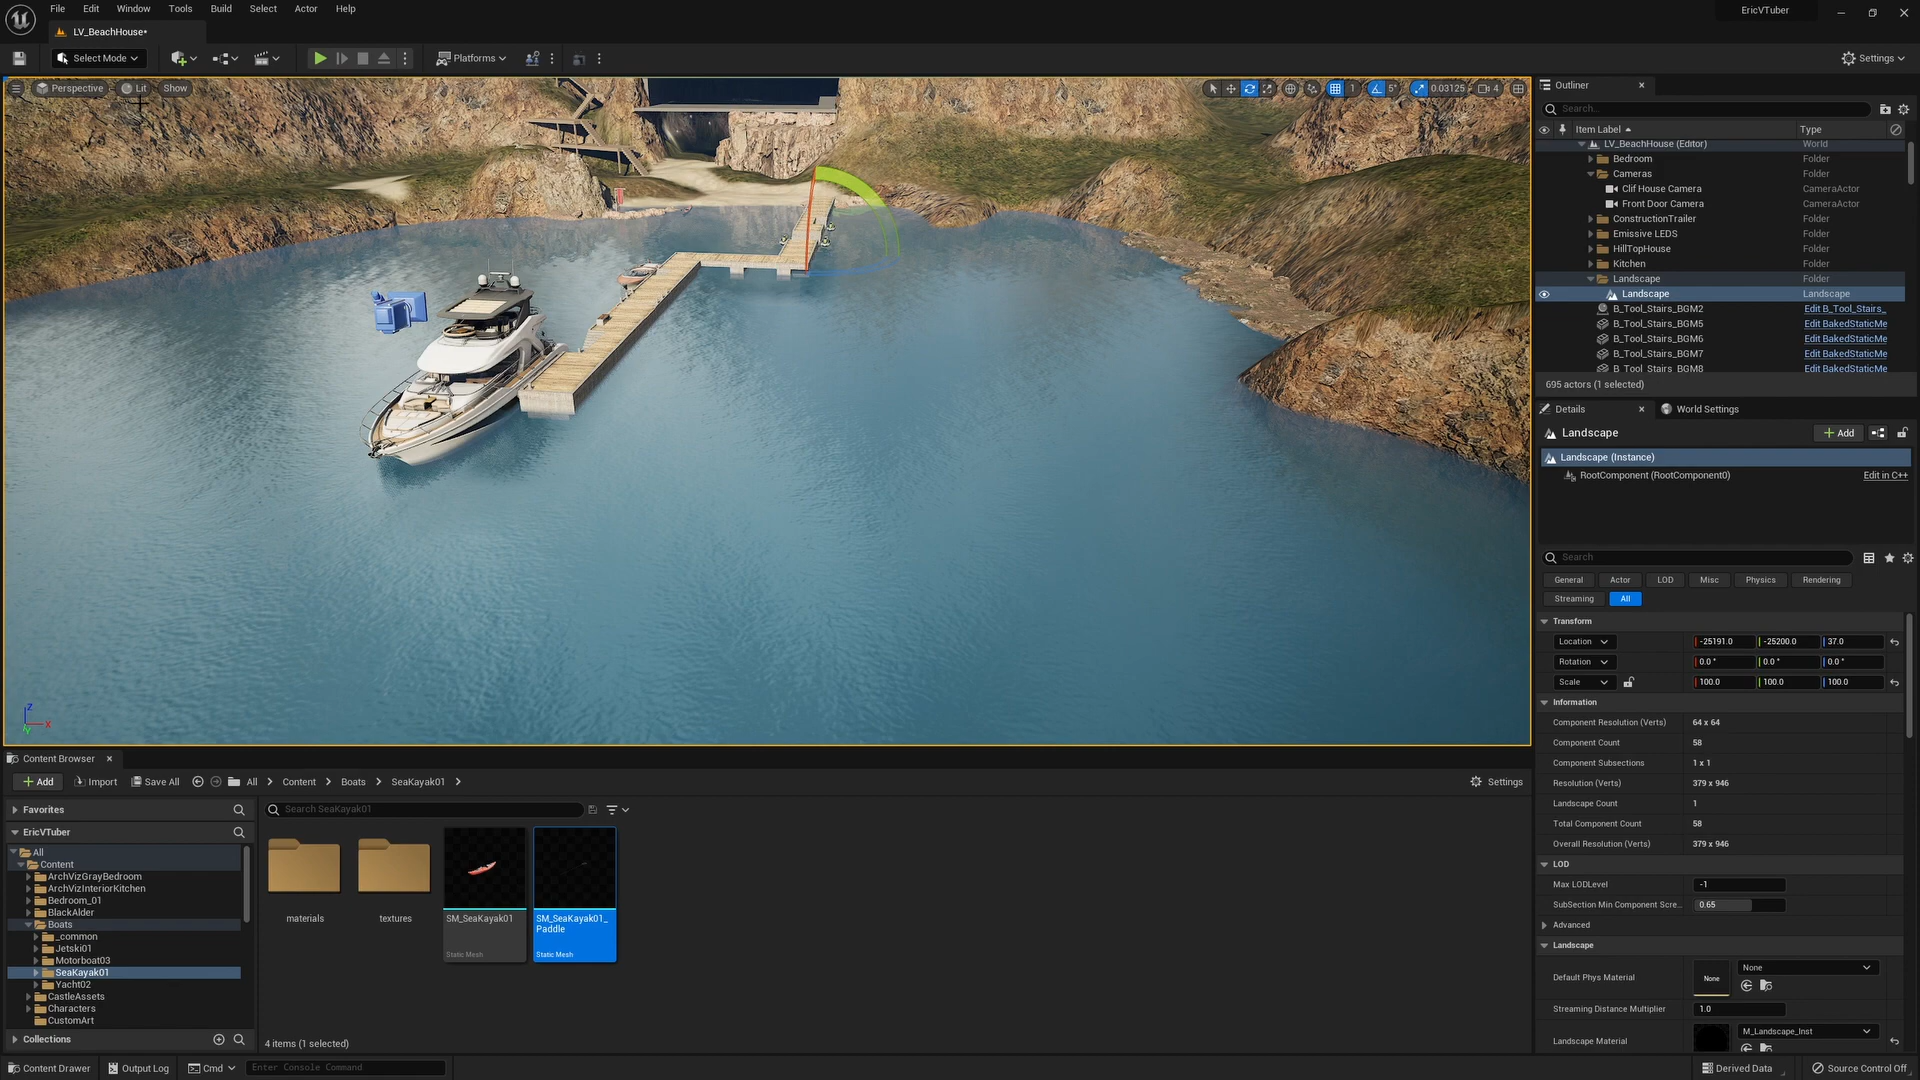 File Edit Window Tools Build Select Actor Help
EricVTuber
LV_BeachHouse*
Select Mode
Platforms
Settings
Perspective Lit Show
1 5° 0.03125 4
Outliner
Search...
Item Label Type
LV_BeachHouse (Editor) World
Bedroom Folder
Cameras Folder
Clif House Camera CameraActor
Front Door Camera CameraActor
ConstructionTrailer Folder
Emissive LEDS Folder
HillTopHouse Folder
Kitchen Folder
Landscape Folder
Landscape Landscape
B_Tool_Stairs_BGM2 Edit B_Tool_Stairs_
B_Tool_Stairs_BGM5 Edit BakedStaticMe
B_Tool_Stairs_BGM6 Edit BakedStaticMe
B_Tool_Stairs_BGM7 Edit BakedStaticMe
B_Tool_Stairs_BGM8 Edit BakedStaticMe
695 actors (1 selected)
Details World Settings
Landscape
Add
Landscape (Instance)
RootComponent (RootComponent0) Edit in C++
Search
General Actor LOD Misc Physics Rendering
Streaming All
Transform
Location -25191.0 -25200.0 37.0
Rotation 0.0 ° 0.0 ° 0.0 °
Scale 100.0 100.0 100.0
Information
Component Resolution (Verts) 64 x 64
Component Count 58
Component Subsections 1 x 1
Resolution (Verts) 379 x 946
Landscape Count 1
Total Component Count 58
Overall Resolution (Verts) 379 x 946
LOD
Max LODLevel -1
SubSection Min Component Scre... 0.65
Advanced
Landscape
Default Phys Material None None
Streaming Distance Multiplier 1.0
Landscape Material M_Landscape_Inst
Z
X
Y
Content Browser
Add Import Save All All Content Boats SeaKayak01
Settings
Favorites
Search SeaKayak01
EricVTuber
All
Content
ArchVizGrayBedroom
ArchVizInteriorKitchen
Bedroom_01
BlackAlder
Boats
_common
Jetski01
Motorboat03
SeaKayak01
Yacht02
CastleAssets
Characters
CustomArt
Collections
materials
textures
SM_SeaKayak01
Static Mesh
SM_SeaKayak01_
Paddle
Static Mesh
4 items (1 selected)
Content Drawer Output Log Cmd Enter Console Command
Derived Data Source Control Off